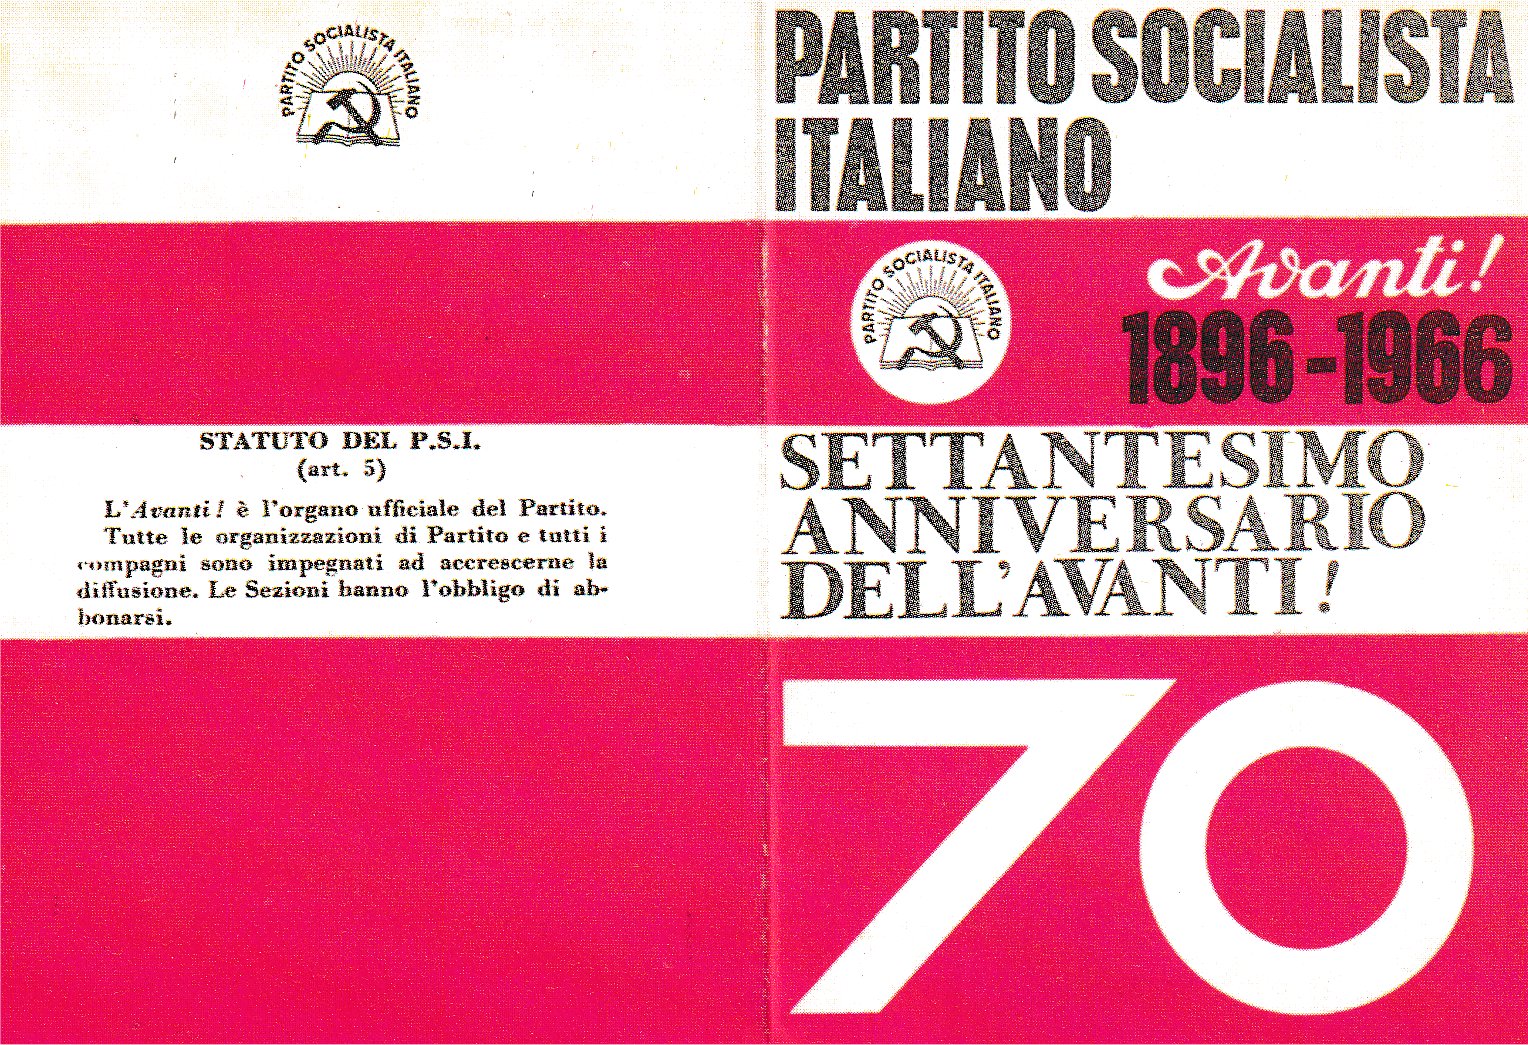 PARTITO SOCIALISTA ITALIANO
STATUTO DEL P.S.I.
(art. 5)
L'Avanti! è l'organo ufficiale del Partito.
Tutte le organizzazioni di Partito e tutti i
compagni sono impegnati ad accrescerne la
diffusione. Le Sezioni hanno l'obbligo di ab-
bonarsi.
PARTITO SOCIALISTA
ITALIANO
PARTITO SOCIALISTA ITALIANO
Avanti!
1896-1966
SETTANTESIMO
ANNIVERSARIO
DELL'AVANTI!
70